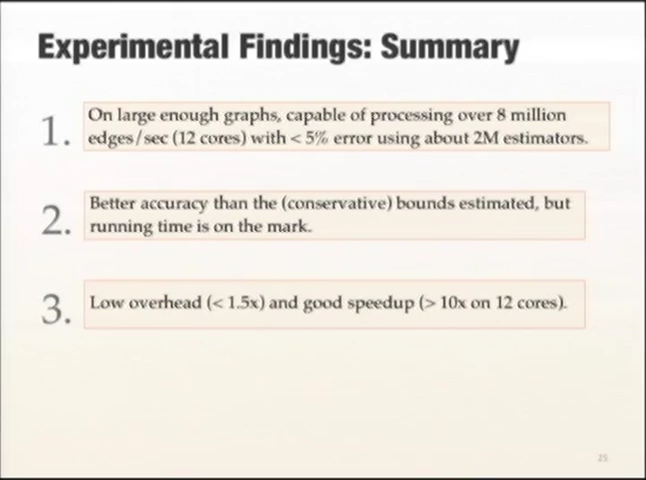 Experimental Findings: Summary
1.
On large enough graphs, capable of processing over 8 million
edges/sec (12 cores) with < 5% error using about 2M estimators.
2.
Better accuracy than the (conservative) bounds estimated, but
running time is on the mark.
3.
Low overhead (< 1.5x) and good speedup (> 10x on 12 cores).
25